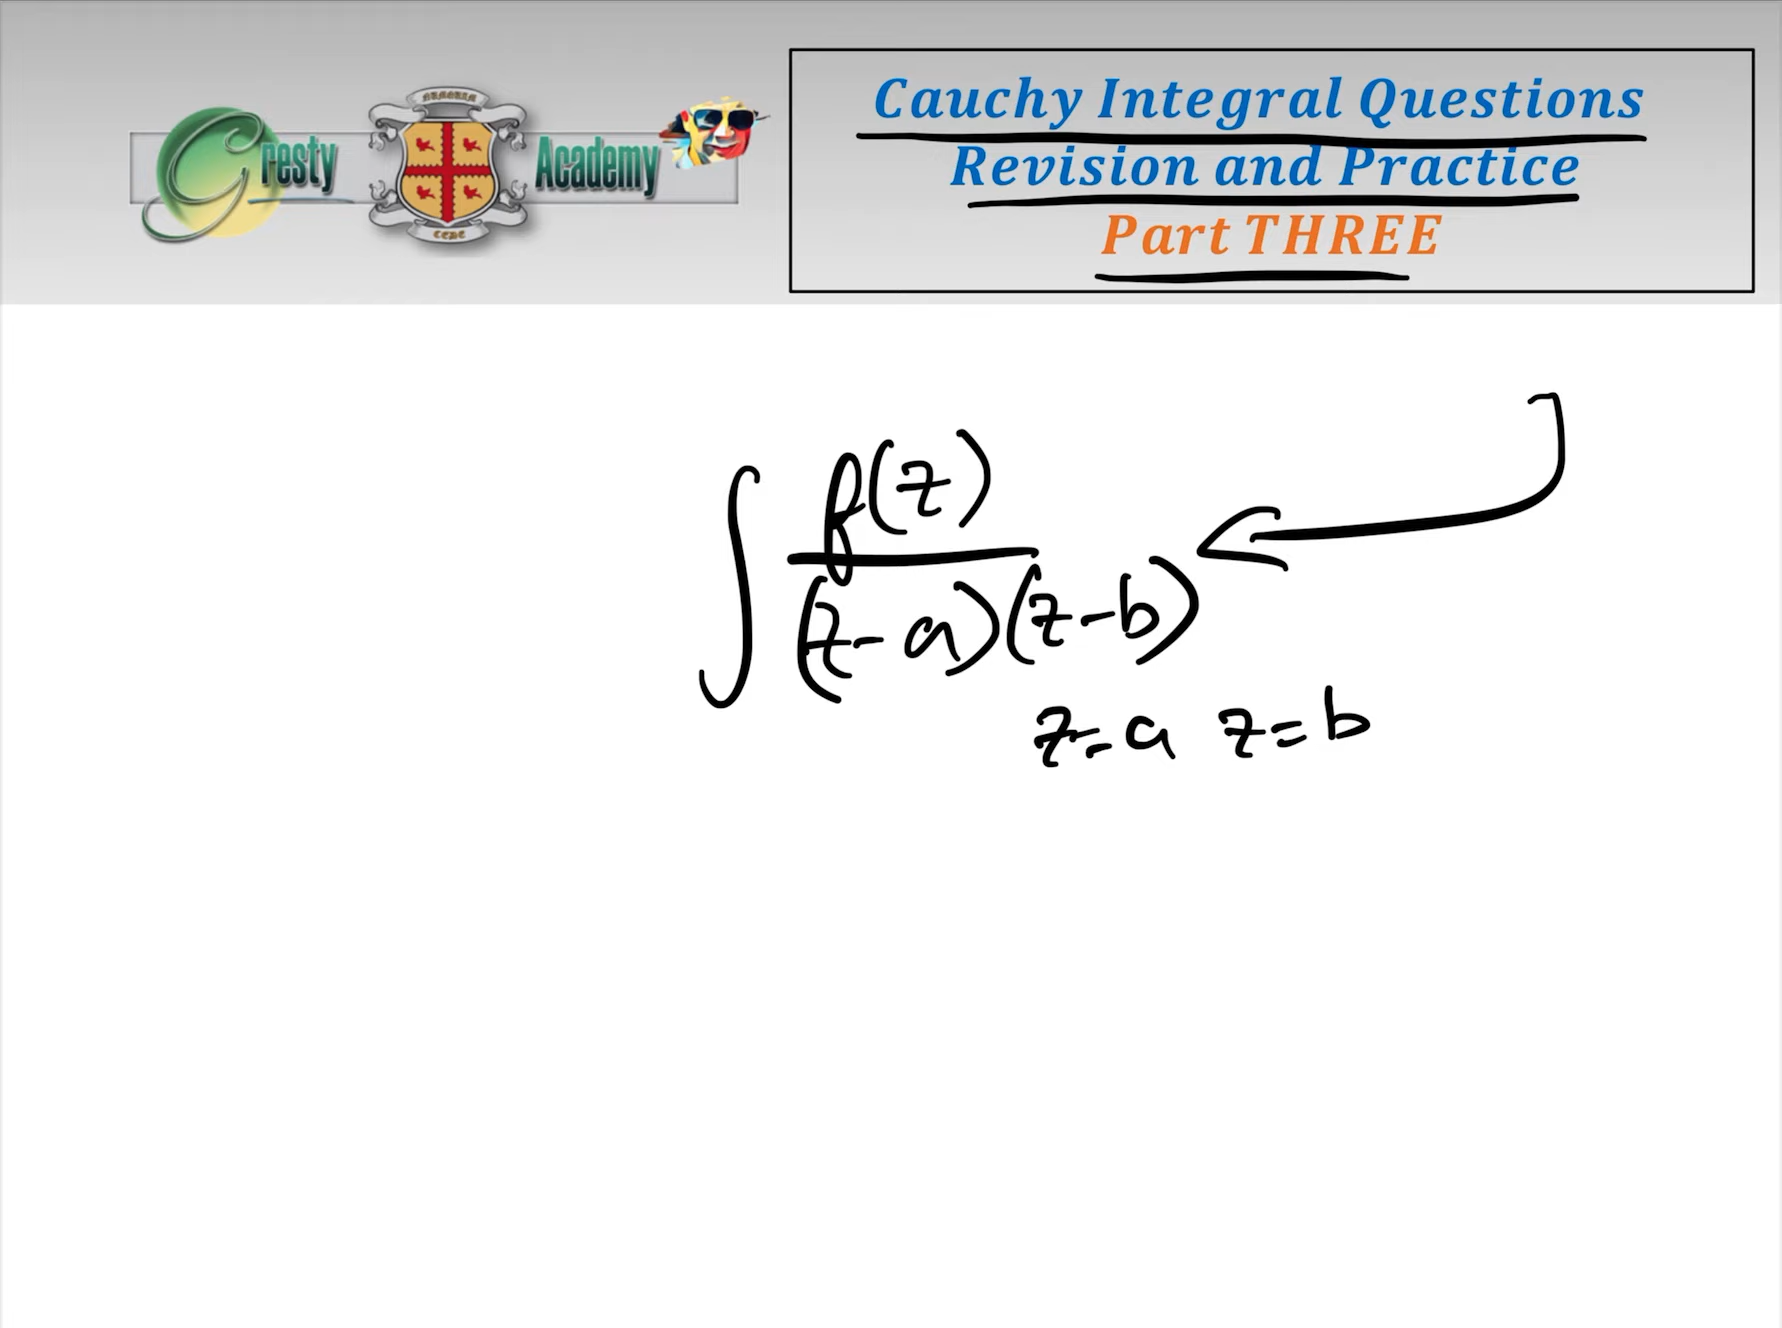 Gresty Academy
Cauchy Integral Questions
Revision and Practice
Part THREE
∫ f(z)
(z-a)(z-b)
z=a z=b